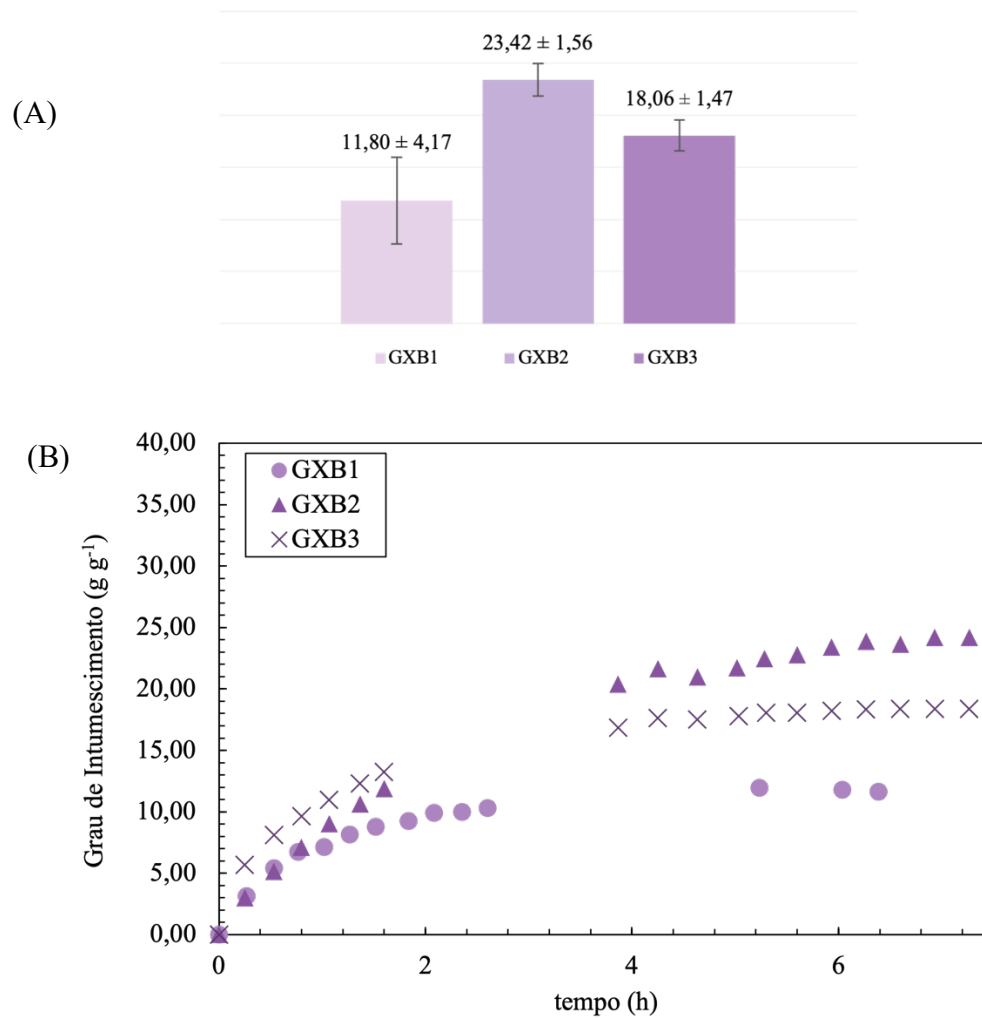 (A)
23,42 ± 1,56
18,06 ± 1,47
11,80 ± 4,17
GXB1 GXB2 GXB3
(B)
40,00
35,00
30,00
25,00
20,00
15,00
10,00
5,00
0,00
Grau de Intumescimento (g g⁻¹)
GXB1
GXB2
GXB3
0 2 4 6
tempo (h)